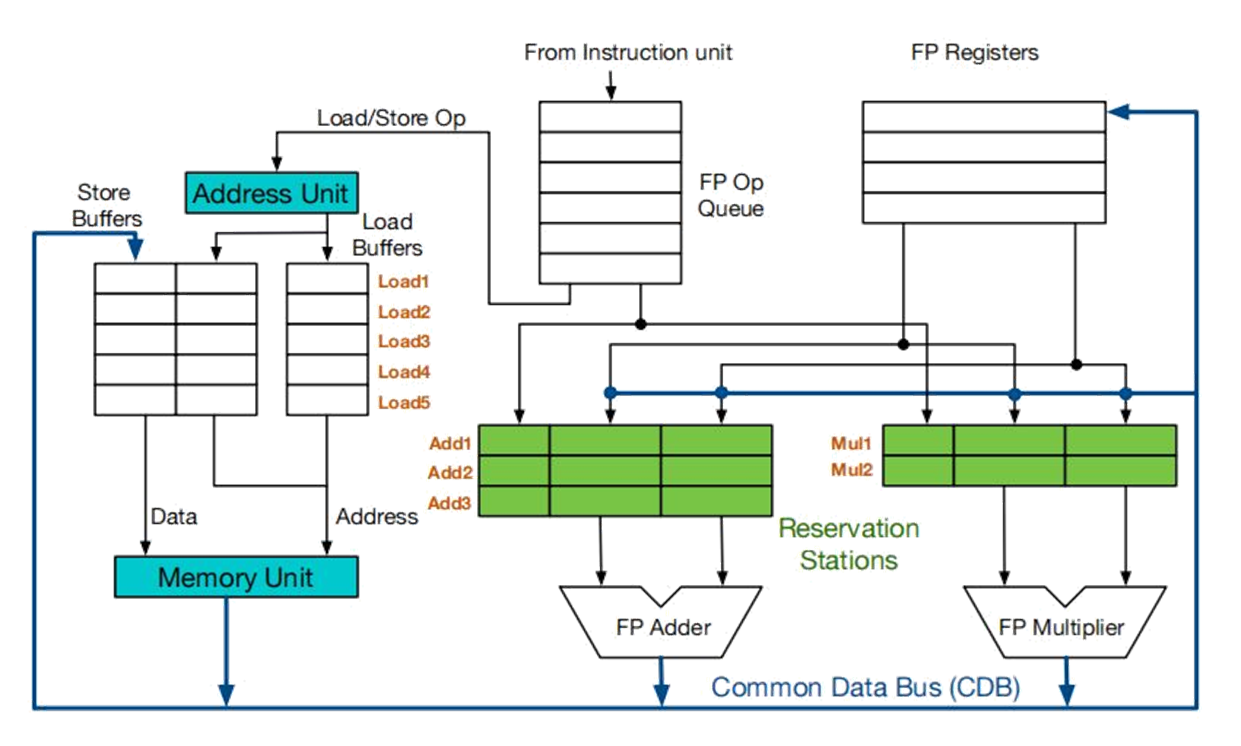 From Instruction unit
FP Registers
Load/Store Op
Address Unit
FP Op
Queue
Store
Buffers
Load
Buffers
Load1
Load2
Load3
Load4
Load5
Add1
Add2
Add3
Mul1
Mul2
Data
Address
Reservation
Stations
Memory Unit
FP Adder
FP Multiplier
Common Data Bus (CDB)